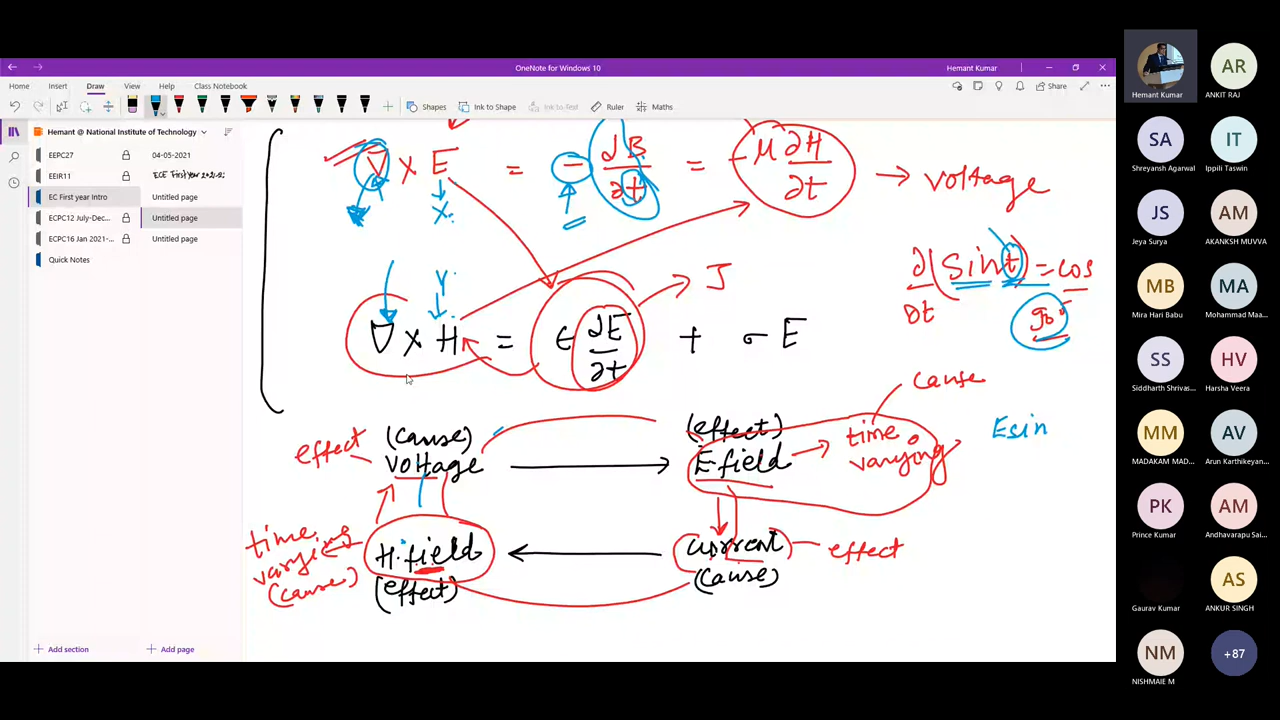 OneNote for Windows 10
Hemant Kumar
Home Insert Draw View Help Class Notebook
Share
Shapes Ink to Shape Ink to Text Ruler Maths
Hemant @ National Institute of Technology
EEPC27
EEIR11
EC First year Intro
ECPC12 July-Dec...
ECPC16 Jan 2021-...
Quick Notes
04-05-2021
Untitled page
Untitled page
Untitled page
Add section
Add page
∇ × E = - ∂B/∂t = -μ ∂H/∂t → voltage
X
∂/∂t (sin t) = cos
Y
J
∇ × H = ε ∂E/∂t + σ E
cause
effect
(cause)
voltage
(effect)
E-field
time varying
Esin
time varying (cause)
H-field
(effect)
current
(cause)
effect
Hemant Kumar
AR
ANKIT RAJ
SA
Shreyansh Agarwal
IT
Ippili Taswin
JS
Jeya Surya
AM
AKANKSH MUVVA
MB
Mira Hari Babu
MA
Mohammad Maa...
SS
Siddharth Shrivas...
HV
Harsha Veera
MM
MADAKAM MAD...
AV
Arun Karthikeyan...
PK
Prince Kumar
AM
Andhavarapu Sai...
Gaurav Kumar
AS
ANKUR SINGH
NM
NISHMAIE M
+87